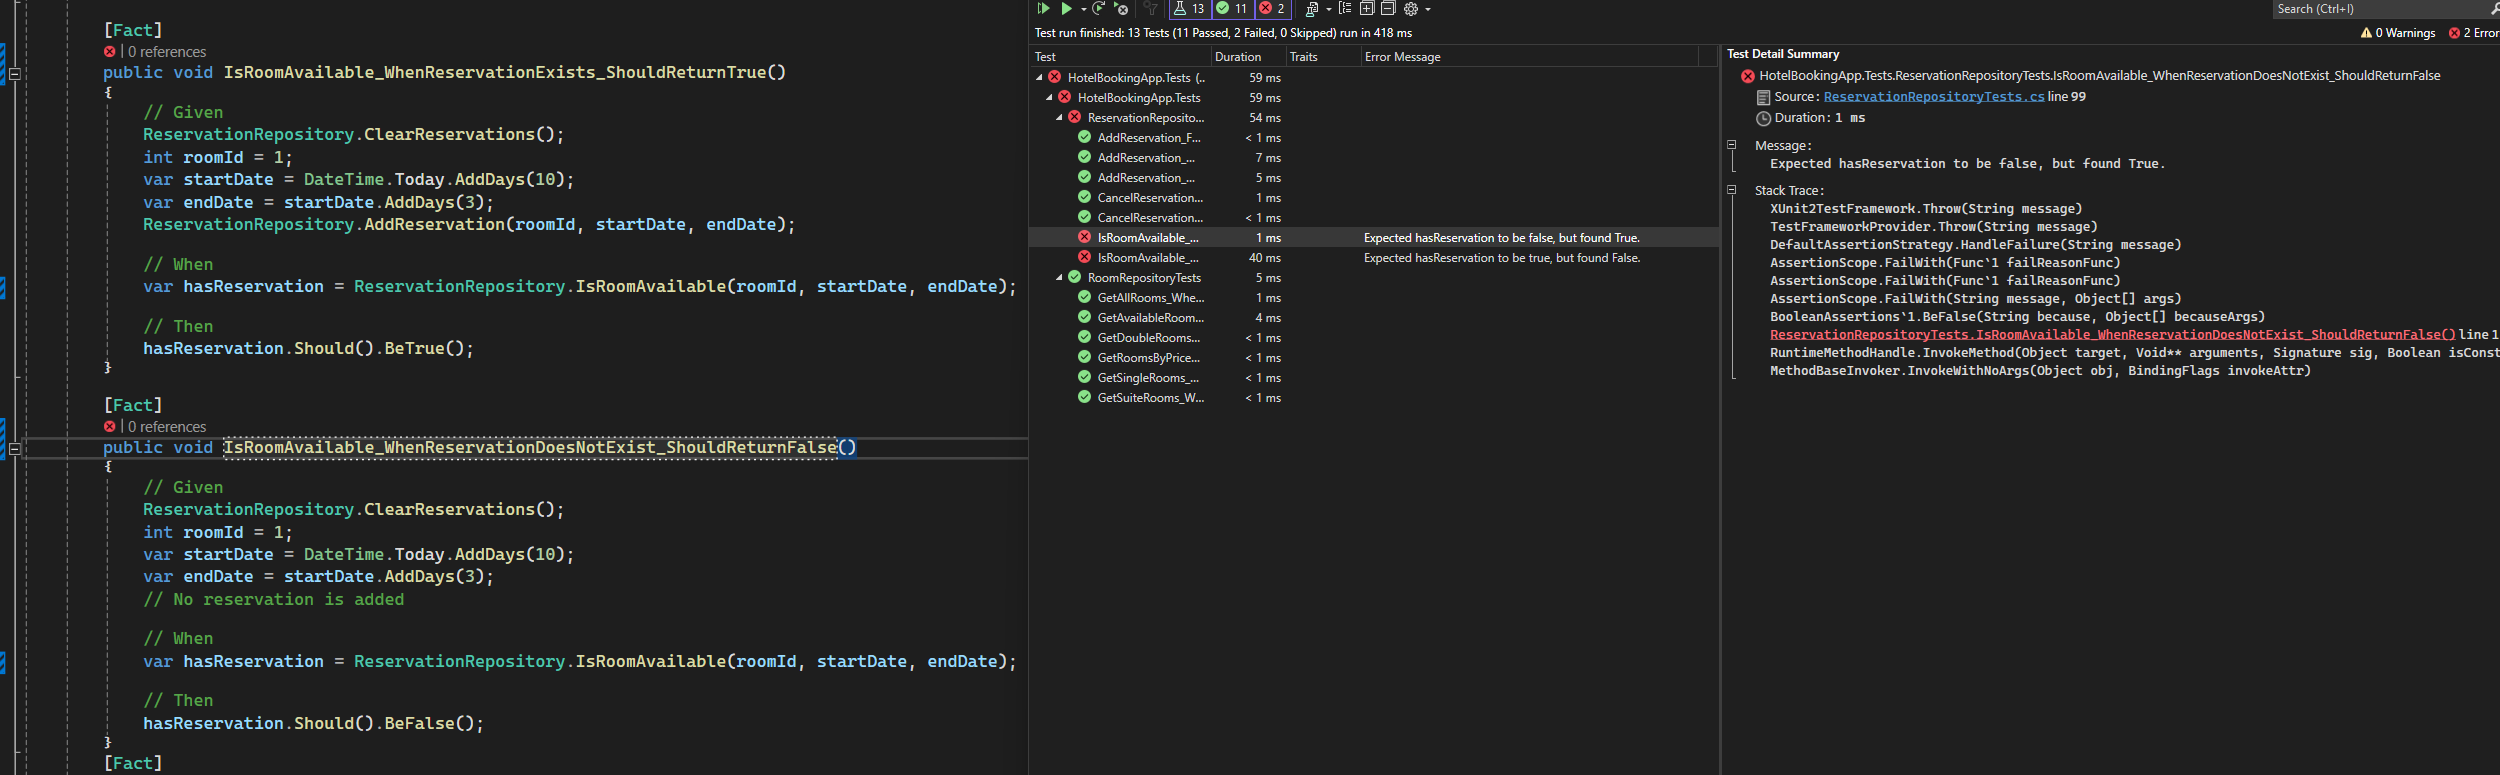 [Fact]
| 0 references
public void IsRoomAvailable_WhenReservationExists_ShouldReturnTrue()
{
// Given
ReservationRepository.ClearReservations();
int roomId = 1;
var startDate = DateTime.Today.AddDays(10);
var endDate = startDate.AddDays(3);
ReservationRepository.AddReservation(roomId, startDate, endDate);
// When
var hasReservation = ReservationRepository.IsRoomAvailable(roomId, startDate, endDate);
// Then
hasReservation.Should().BeTrue();
}
[Fact]
| 0 references
public void IsRoomAvailable_WhenReservationDoesNotExist_ShouldReturnFalse()
{
// Given
ReservationRepository.ClearReservations();
int roomId = 1;
var startDate = DateTime.Today.AddDays(10);
var endDate = startDate.AddDays(3);
// No reservation is added
// When
var hasReservation = ReservationRepository.IsRoomAvailable(roomId, startDate, endDate);
// Then
hasReservation.Should().BeFalse();
}
[Fact]
13 11 2
Search (Ctrl+I)
Test run finished: 13 Tests (11 Passed, 2 Failed, 0 Skipped) run in 418 ms
0 Warnings 2 Error
Test Duration Traits Error Message
HotelBookingApp.Tests (.. 59 ms
HotelBookingApp.Tests 59 ms
ReservationReposito... 54 ms
AddReservation_F... < 1 ms
AddReservation_... 7 ms
AddReservation_... 5 ms
CancelReservation... 1 ms
CancelReservation... < 1 ms
IsRoomAvailable_... 1 ms Expected hasReservation to be false, but found True.
IsRoomAvailable_... 40 ms Expected hasReservation to be true, but found False.
RoomRepositoryTests 5 ms
GetAllRooms_Whe... 1 ms
GetAvailableRoom... 4 ms
GetDoubleRooms... < 1 ms
GetRoomsByPrice... < 1 ms
GetSingleRooms_... < 1 ms
GetSuiteRooms_W... < 1 ms
Test Detail Summary
HotelBookingApp.Tests.ReservationRepositoryTests.IsRoomAvailable_WhenReservationDoesNotExist_ShouldReturnFalse
Source: ReservationRepositoryTests.cs line 99
Duration: 1 ms
Message:
Expected hasReservation to be false, but found True.
Stack Trace:
XUnit2TestFramework.Throw(String message)
TestFrameworkProvider.Throw(String message)
DefaultAssertionStrategy.HandleFailure(String message)
AssertionScope.FailWith(Func`1 failReasonFunc)
AssertionScope.FailWith(Func`1 failReasonFunc)
AssertionScope.FailWith(String message, Object[] args)
BooleanAssertions`1.BeFalse(String because, Object[] becauseArgs)
ReservationRepositoryTests.IsRoomAvailable_WhenReservationDoesNotExist_ShouldReturnFalse() line 1
RuntimeMethodHandle.InvokeMethod(Object target, Void** arguments, Signature sig, Boolean isConst
MethodBaseInvoker.InvokeWithNoArgs(Object obj, BindingFlags invokeAttr)